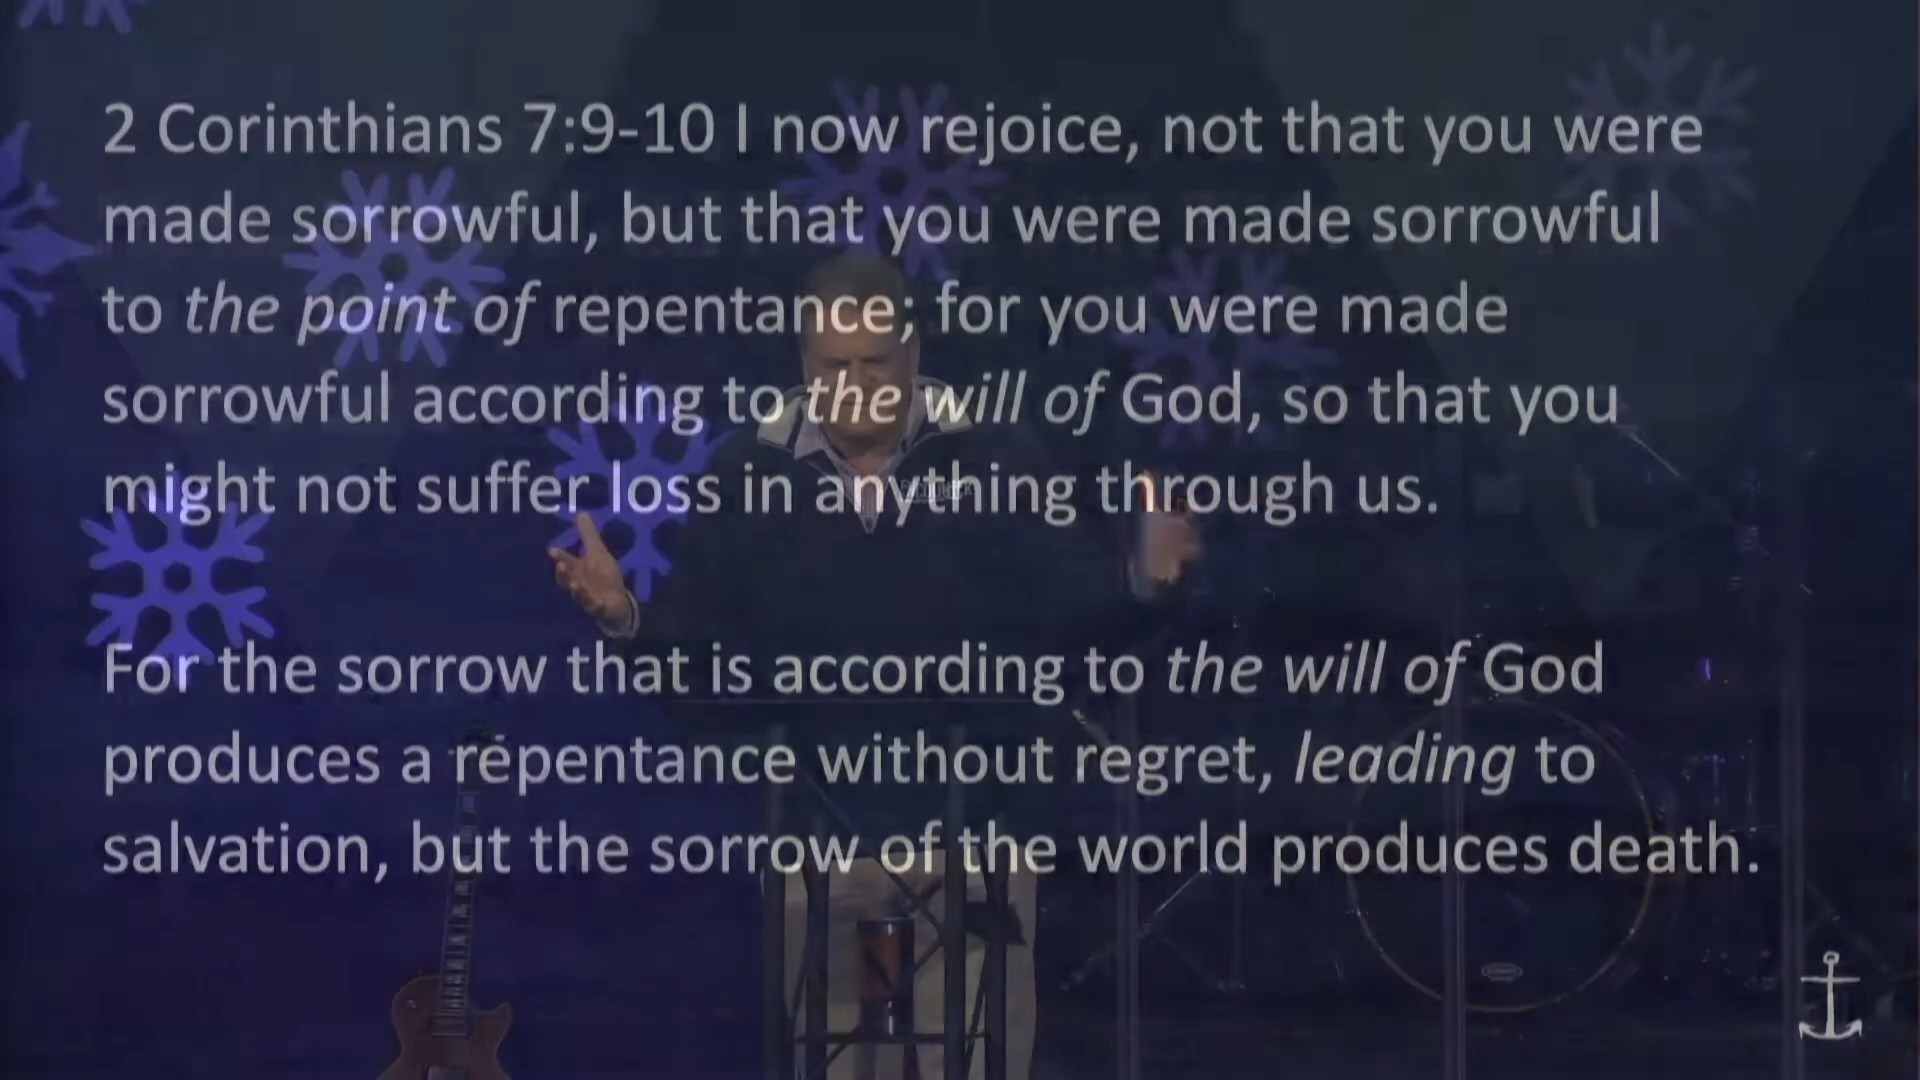 2 Corinthians 7:9-10 I now rejoice, not that you were
made sorrowful, but that you were made sorrowful
to the point of repentance; for you were made
sorrowful according to the will of God, so that you
might not suffer loss in anything through us.
For the sorrow that is according to the will of God
produces a repentance without regret, leading to
salvation, but the sorrow of the world produces death.